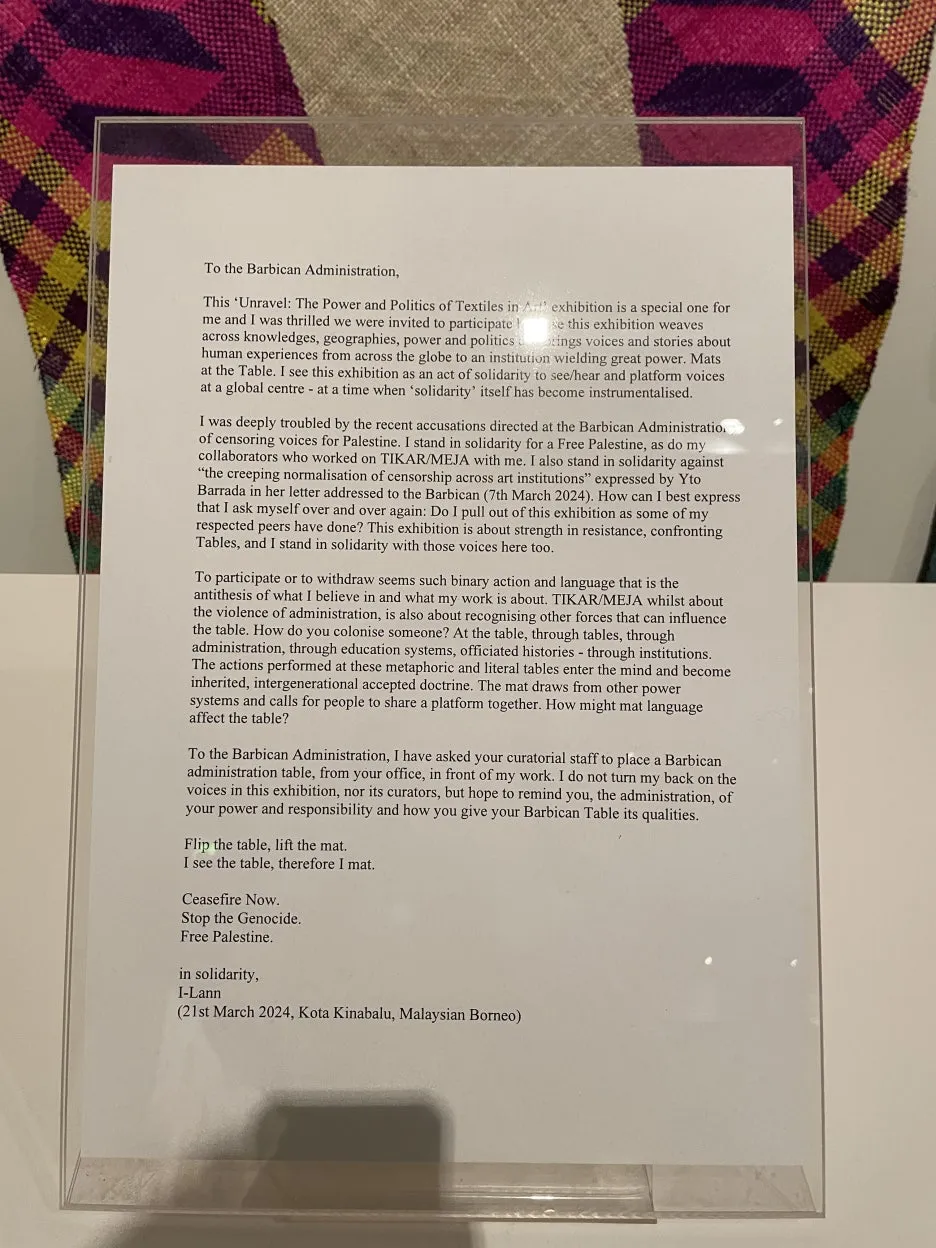 To the Barbican Administration,
This ‘Unravel: The Power and Politics of Textiles in Art’ exhibition is a special one for
me and I was thrilled we were invited to participate this exhibition weaves
across knowledges, geographies, power and politics brings voices and stories about
human experiences from across the globe to an institution wielding great power. Mats
at the Table. I see this exhibition as an act of solidarity to see/hear and platform voices
at a global centre - at a time when ‘solidarity’ itself has become instrumentalised.
I was deeply troubled by the recent accusations directed at the Barbican Administration
of censoring voices for Palestine. I stand in solidarity for a Free Palestine, as do my
collaborators who worked on TIKAR/MEJA with me. I also stand in solidarity against
“the creeping normalisation of censorship across art institutions” expressed by Yto
Barrada in her letter addressed to the Barbican (7th March 2024). How can I best express
that I ask myself over and over again: Do I pull out of this exhibition as some of my
respected peers have done? This exhibition is about strength in resistance, confronting
Tables, and I stand in solidarity with those voices here too.
To participate or to withdraw seems such binary action and language that is the
antithesis of what I believe in and what my work is about. TIKAR/MEJA whilst about
the violence of administration, is also about recognising other forces that can influence
the table. How do you colonise someone? At the table, through tables, through
administration, through education systems, officiated histories - through institutions.
The actions performed at these metaphoric and literal tables enter the mind and become
inherited, intergenerational accepted doctrine. The mat draws from other power
systems and calls for people to share a platform together. How might mat language
affect the table?
To the Barbican Administration, I have asked your curatorial staff to place a Barbican
administration table, from your office, in front of my work. I do not turn my back on the
voices in this exhibition, nor its curators, but hope to remind you, the administration, of
your power and responsibility and how you give your Barbican Table its qualities.
Flip the table, lift the mat.
I see the table, therefore I mat.
Ceasefire Now.
Stop the Genocide.
Free Palestine.
in solidarity,
I-Lann
(21st March 2024, Kota Kinabalu, Malaysian Borneo)